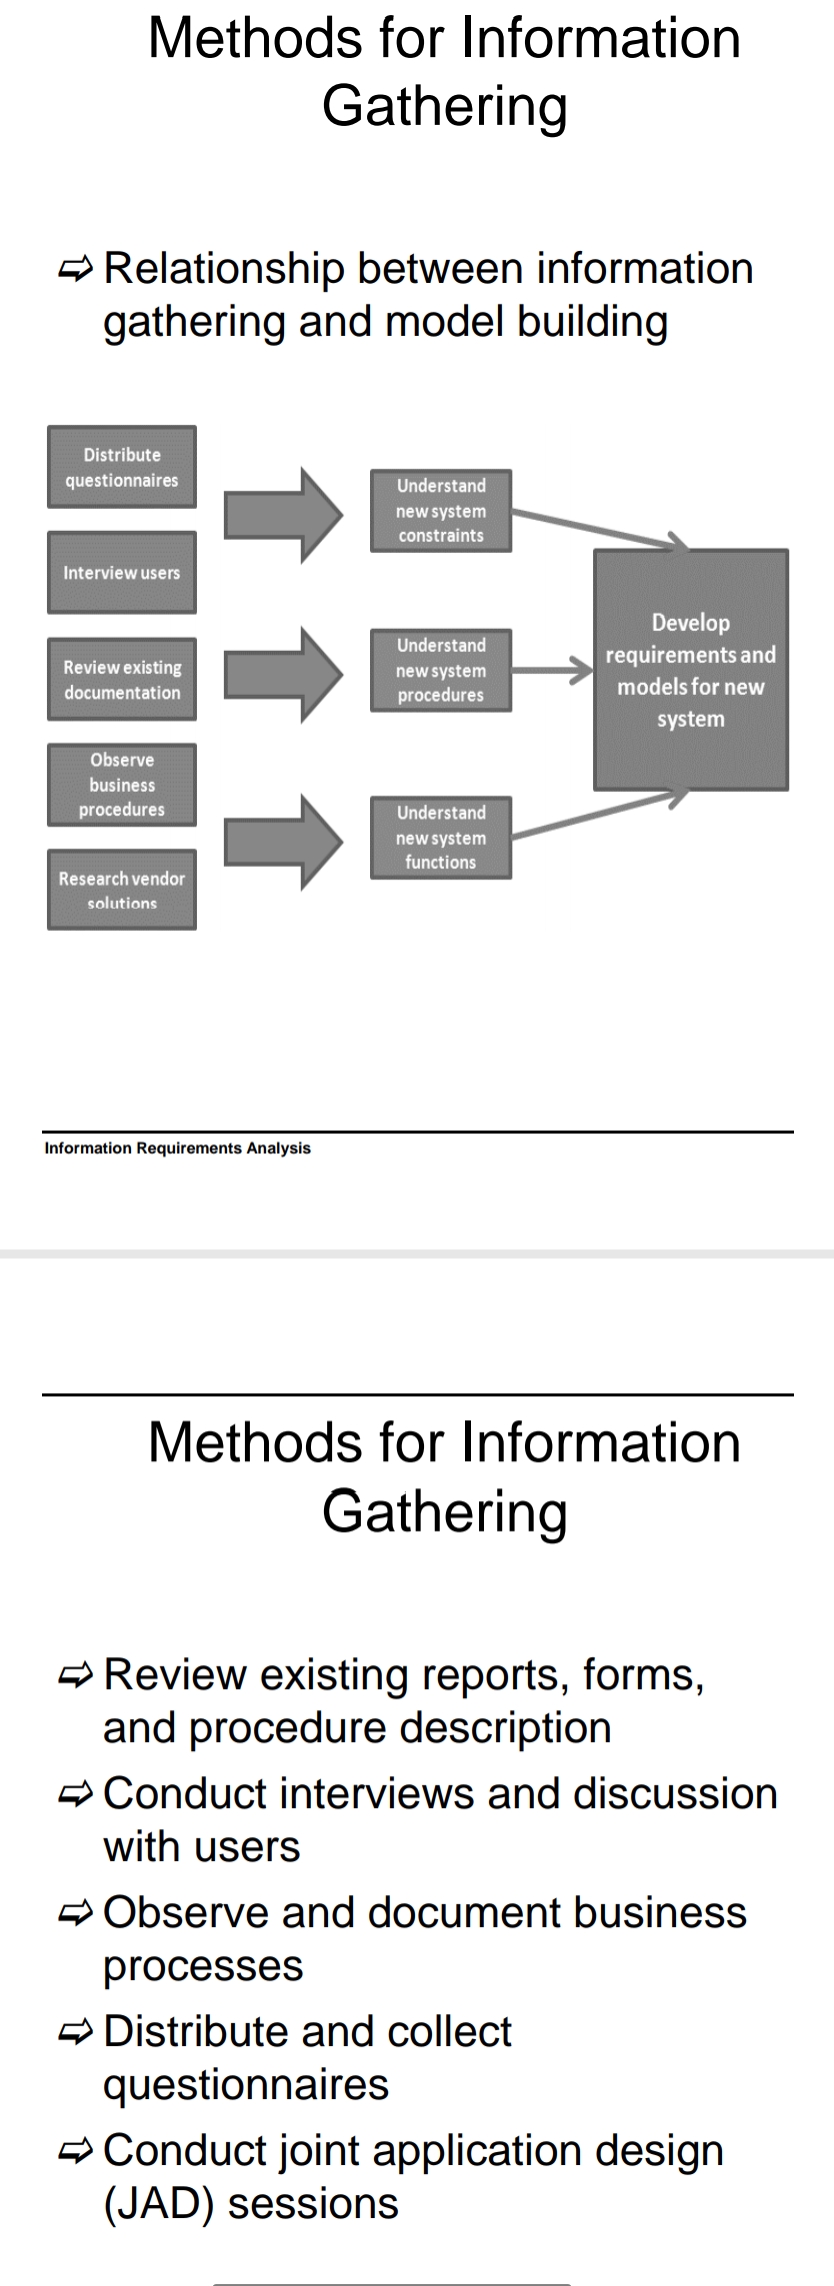 Methods for Information
Gathering
Relationship between information
gathering and model building
Distribute
questionnaires
Interview users
Review existing
documentation
Observe
business
procedures
Research vendor
solutions
Understand
new system
constraints
Understand
new system
procedures
Understand
new system
functions
Develop
requirements and
models for new
system
Information Requirements Analysis
Methods for Information
Gathering
Review existing reports, forms,
and procedure description
Conduct interviews and discussion
with users
Observe and document business
processes
Distribute and collect
questionnaires
Conduct joint application design
(JAD) sessions